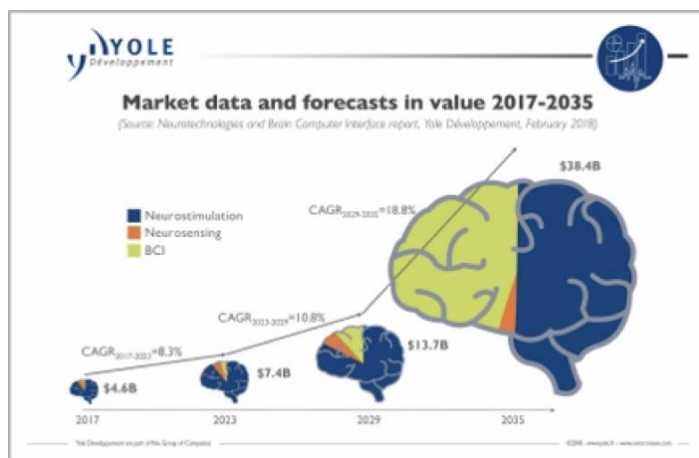 YOLE
Développement
Market data and forecasts in value 2017-2035
(Source: Neurotechnologies and Brain Computer Interface report, Yole Développement, February 2018)
$38.4B
Neurostimulation
Neurosensing
BCI
CAGR2029-2035=18.8%
CAGR2023-2029=10.8%
CAGR2017-2023=8.3%
$13.7B
$7.4B
$4.6B
2017
2023
2029
2035
Yole Développement